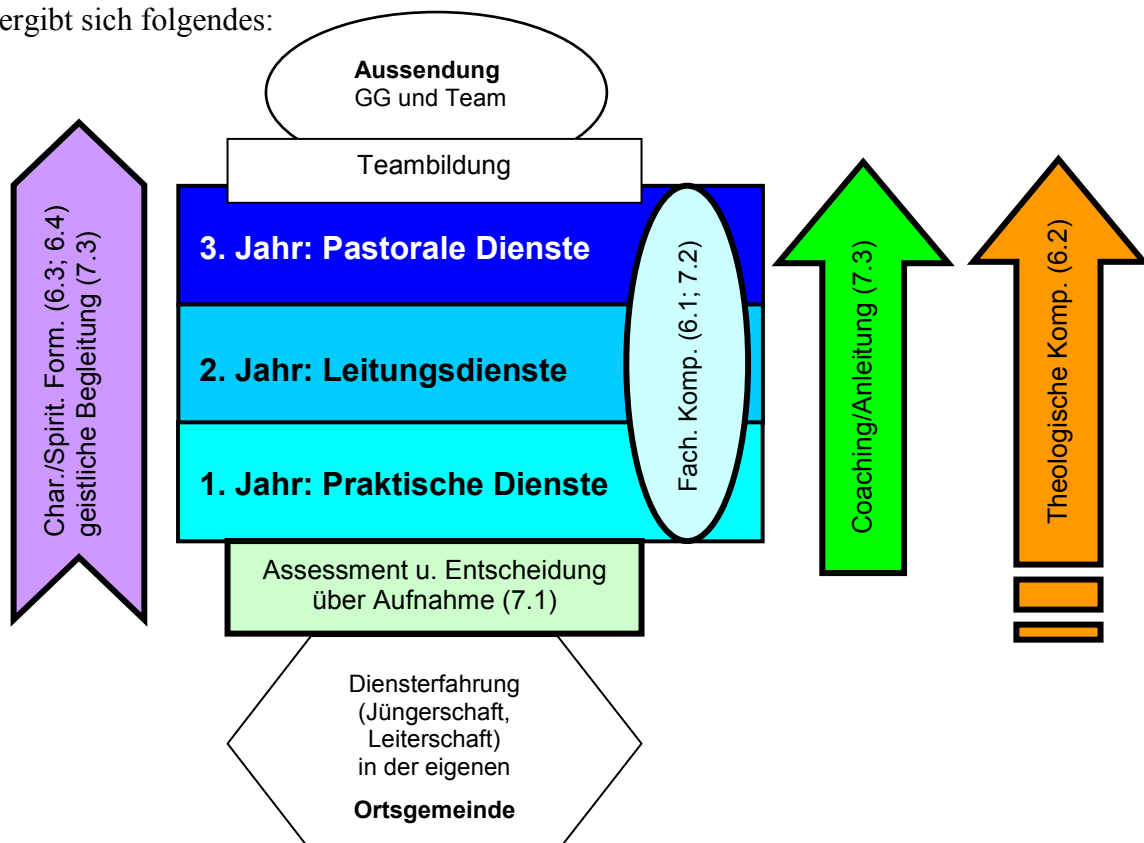 ergibt sich folgendes:
Aussendung
GG und Team
Teambildung
3. Jahr: Pastorale Dienste
2. Jahr: Leitungsdienste
1. Jahr: Praktische Dienste
Assessment u. Entscheidung
über Aufnahme (7.1)
Diensterfahrung
(Jüngerschaft,
Leiterschaft)
in der eigenen
Ortsgemeinde
Char./Spirit. Form. (6.3; 6.4)
geistliche Begleitung (7.3)
Fach. Komp. (6.1; 7.2)
Coaching/Anleitung (7.3)
Theologische Komp. (6.2)